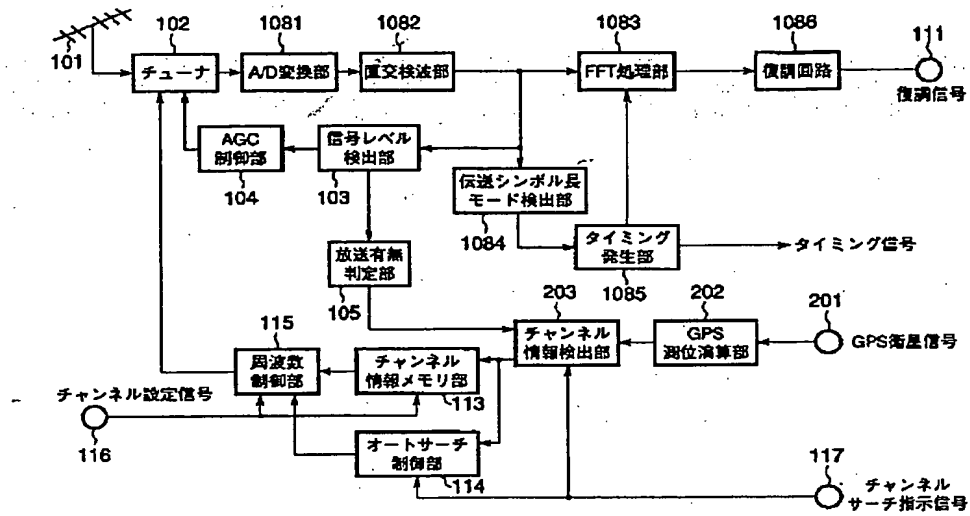 102
1081
1082
1083
1086
111
101
チューナ
A/D変換部
直交検波部
FFT処理部
復調回路
復調信号
AGC
制御部
信号レベル
検出部
104
103
伝送シンボル長
モード検出部
1084
タイミング
発生部
タイミング信号
1085
放送有無
判定部
105
203
202
201
115
チャンネル
情報検出部
GPS
測位演算部
GPS衛星信号
周波数
制御部
チャンネル
情報メモリ部
113
チャンネル設定信号
116
オートサーチ
制御部
114
117
チャンネル
サーチ指示信号